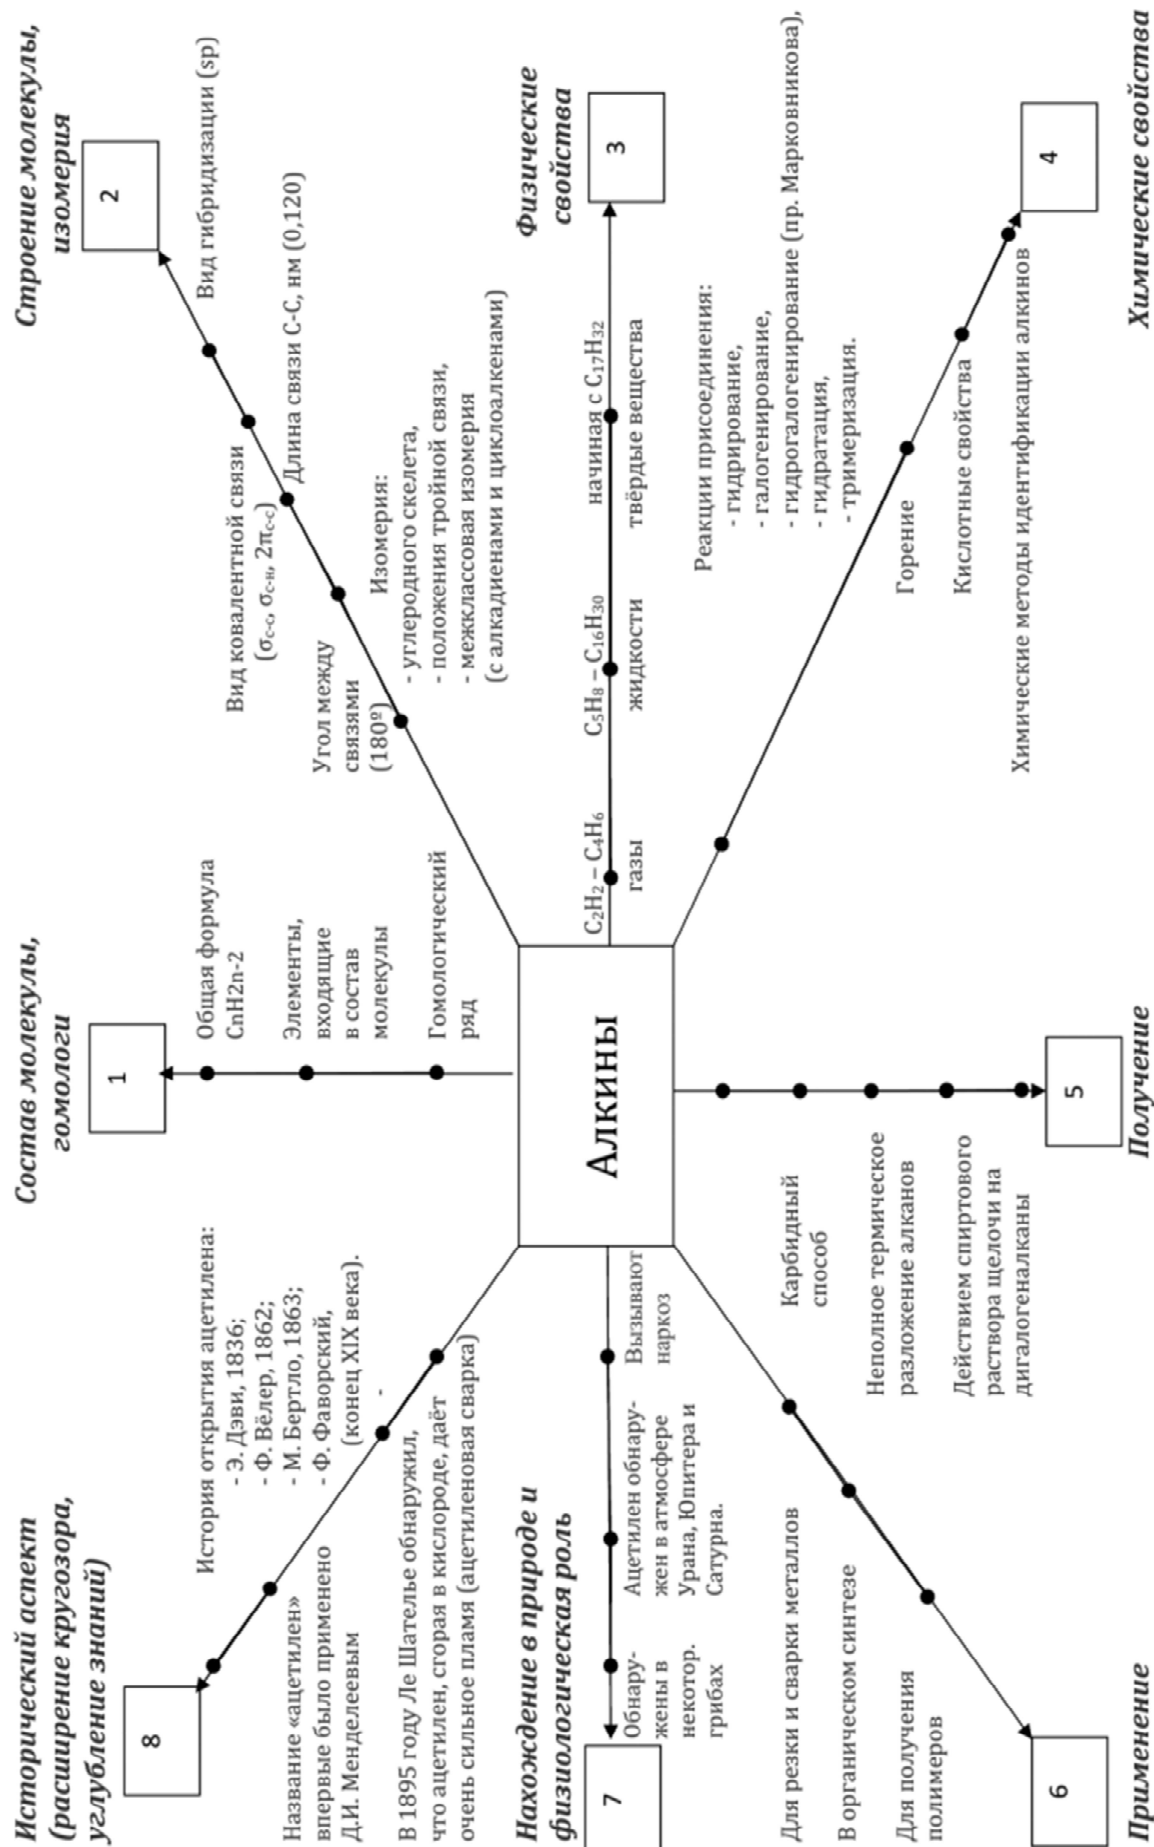 Исторический аспект
(расширение кругозора,
углубление знаний)
8
История открытия ацетилена:
- Э. Дэви, 1836;
- Ф. Вёлер, 1862;
- М. Бертло, 1863;
- Ф. Фаворский,
(конец XIX века).
-
Название «ацетилен»
впервые было применено
Д.И. Менделеевым
В 1895 году Ле Шателье обнаружил,
что ацетилен, сгорая в кислороде, даёт
очень сильное пламя (ацетиленовая сварка)
Состав молекулы,
гомологи
1
Общая формула
CnH2n-2
Элементы,
входящие
в состав
молекулы
Гомологический
ряд
Строение молекулы,
изомерия
2
Вид гибридизации (sp)
Вид ковалентной связи
(σc-c, σc-н, 2πc-c)
Длина связи С-С, нм (0,120)
Угол между
связями
(180º)
Изомерия:
- углеродного скелета,
- положения тройной связи,
- межклассовая изомерия
(с алкадиенами и циклоалкенами)
Нахождение в природе и
физиологическая роль
7
Обнару-
жены в
некотор.
грибах
Ацетилен обнару-
жен в атмосфере
Урана, Юпитера и
Сатурна.
Вызывают
наркоз
Алкины
C₂H₂ – C₄H₆
газы
C₅H₈ – C₁₆H₃₀
жидкости
начиная с C₁₇H₃₂
твёрдые вещества
Физические
свойства
3
Для резки и сварки металлов
В органическом синтезе
Для получения
полимеров
6
Применение
Карбидный
способ
Неполное термическое
разложение алканов
Действием спиртового
раствора щелочи на
дигалогеналканы
5
Получение
Реакции присоединения:
- гидрирование,
- галогенирование,
- гидрогалогенирование (пр. Марковникова),
- гидратация,
- тримеризация.
Горение
Кислотные свойства
Химические методы идентификации алкинов
4
Химические свойства